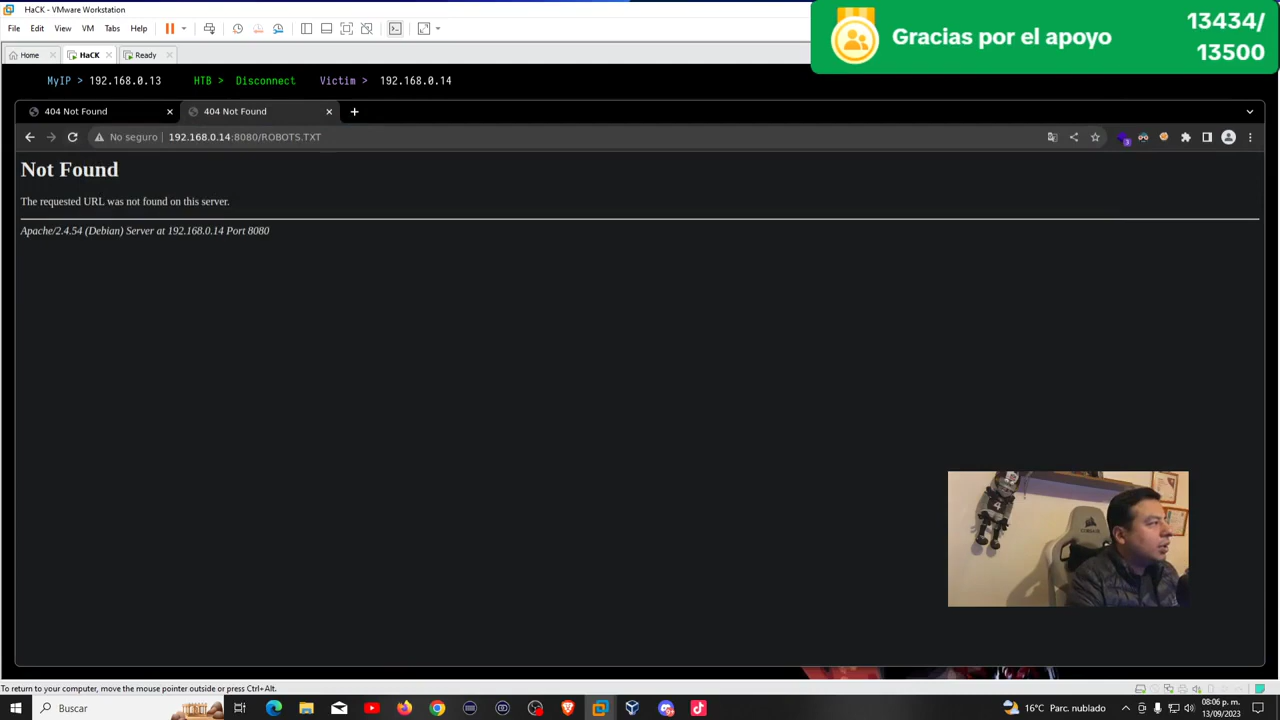 HaCK - VMware Workstation
File Edit View VM Tabs Help
Home HaCK Ready
Gracias por el apoyo
13434/
13500
MyIP > 192.168.0.13 HTB > Disconnect Victim > 192.168.0.14
404 Not Found 404 Not Found
No seguro 192.168.0.14:8080/ROBOTS.TXT
3
Not Found
The requested URL was not found on this server.
Apache/2.4.54 (Debian) Server at 192.168.0.14 Port 8080
4
To return to your computer, move the mouse pointer outside or press Ctrl+Alt.
Buscar
16°C Parc. nublado
08:06 p. m.
13/09/2023